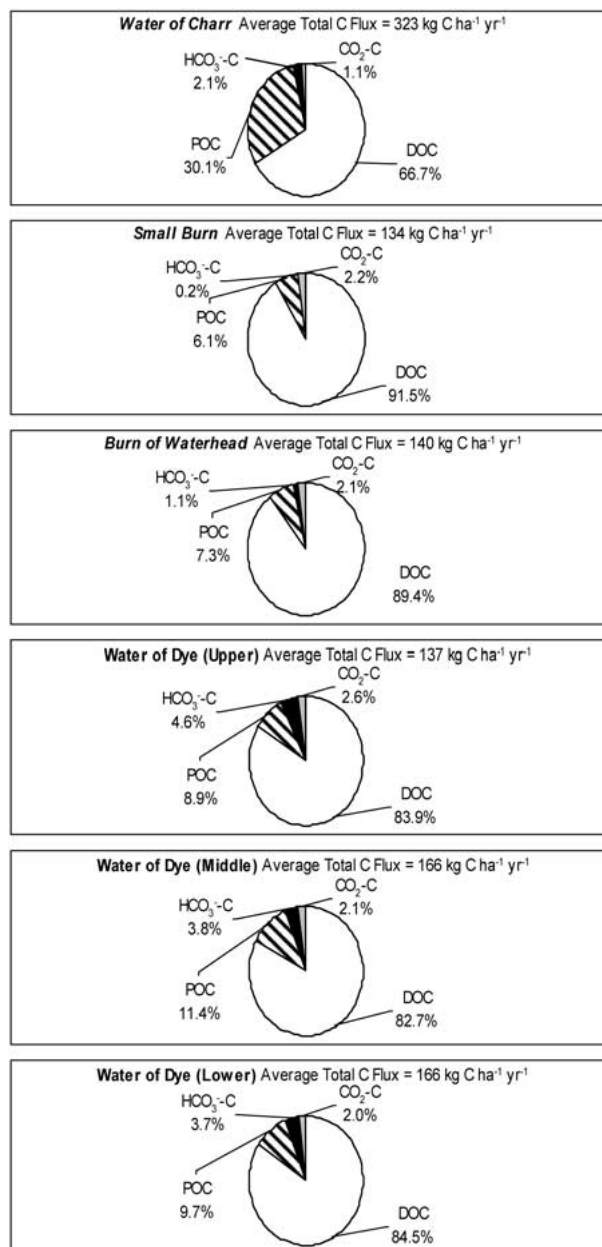 Water of Charr Average Total C Flux = 323 kg C ha⁻¹ yr⁻¹
HCO₃⁻-C
2.1%
CO₂-C
1.1%
POC
30.1%
DOC
66.7%
Small Burn Average Total C Flux = 134 kg C ha⁻¹ yr⁻¹
HCO₃⁻-C
0.2%
CO₂-C
2.2%
POC
6.1%
DOC
91.5%
Burn of Waterhead Average Total C Flux = 140 kg C ha⁻¹ yr⁻¹
HCO₃⁻-C
1.1%
CO₂-C
2.1%
POC
7.3%
DOC
89.4%
Water of Dye (Upper) Average Total C Flux = 137 kg C ha⁻¹ yr⁻¹
HCO₃⁻-C
4.6%
CO₂-C
2.6%
POC
8.9%
DOC
83.9%
Water of Dye (Middle) Average Total C Flux = 166 kg C ha⁻¹ yr⁻¹
HCO₃⁻-C
3.8%
CO₂-C
2.1%
POC
11.4%
DOC
82.7%
Water of Dye (Lower) Average Total C Flux = 166 kg C ha⁻¹ yr⁻¹
HCO₃⁻-C
3.7%
CO₂-C
2.0%
POC
9.7%
DOC
84.5%